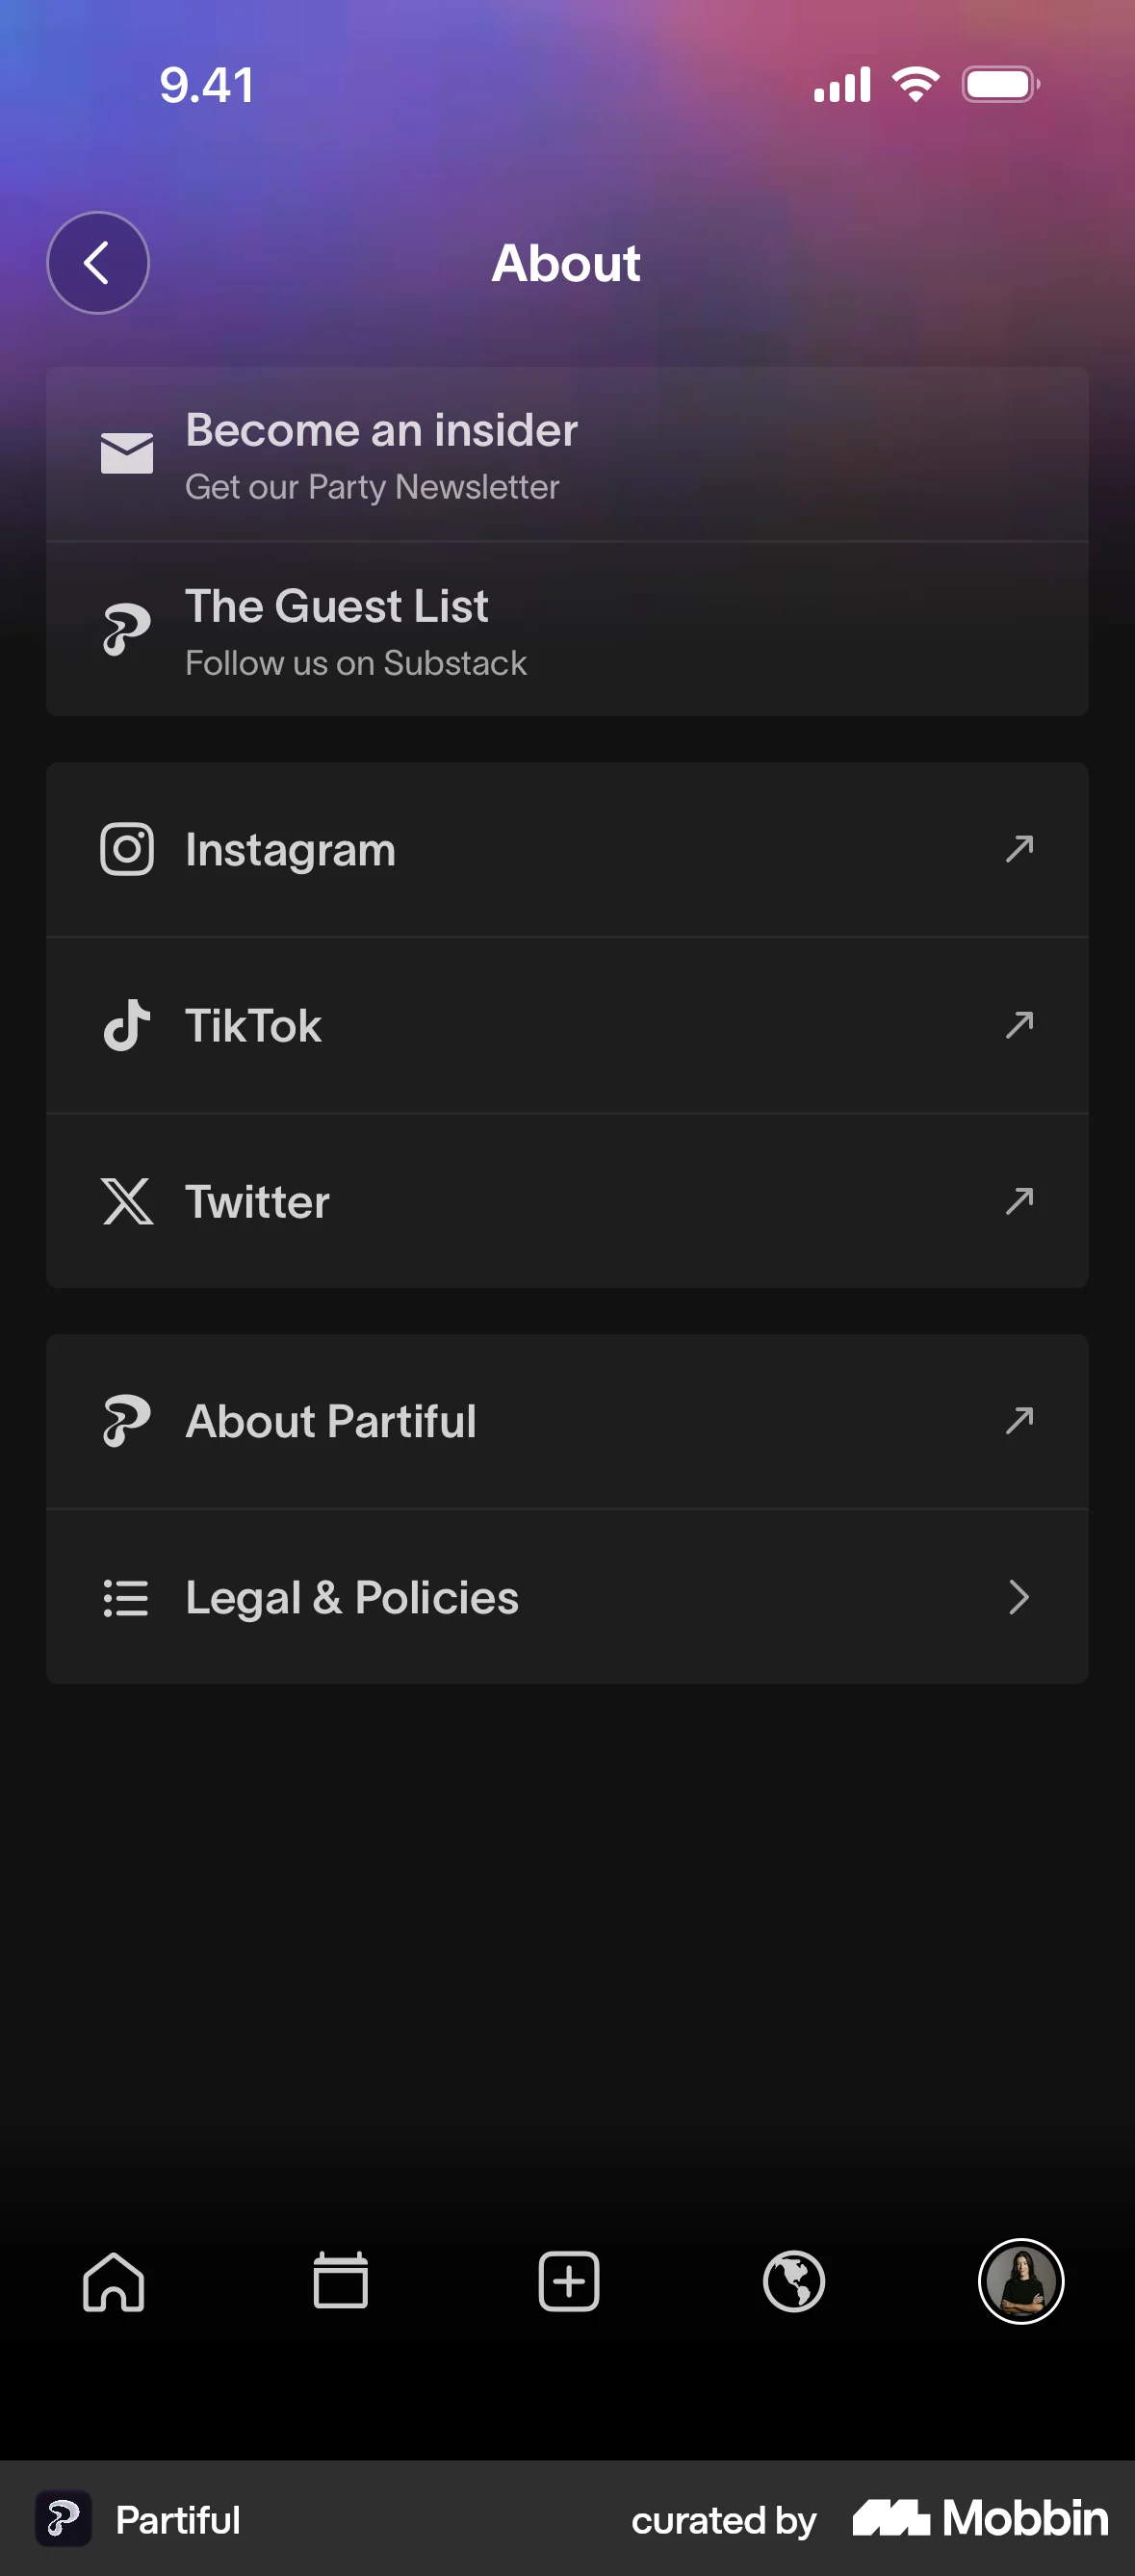 9.41
About
Become an insider
Get our Party Newsletter
The Guest List
Follow us on Substack
Instagram
TikTok
Twitter
About Partiful
Legal & Policies
Partiful
curated by Mobbin